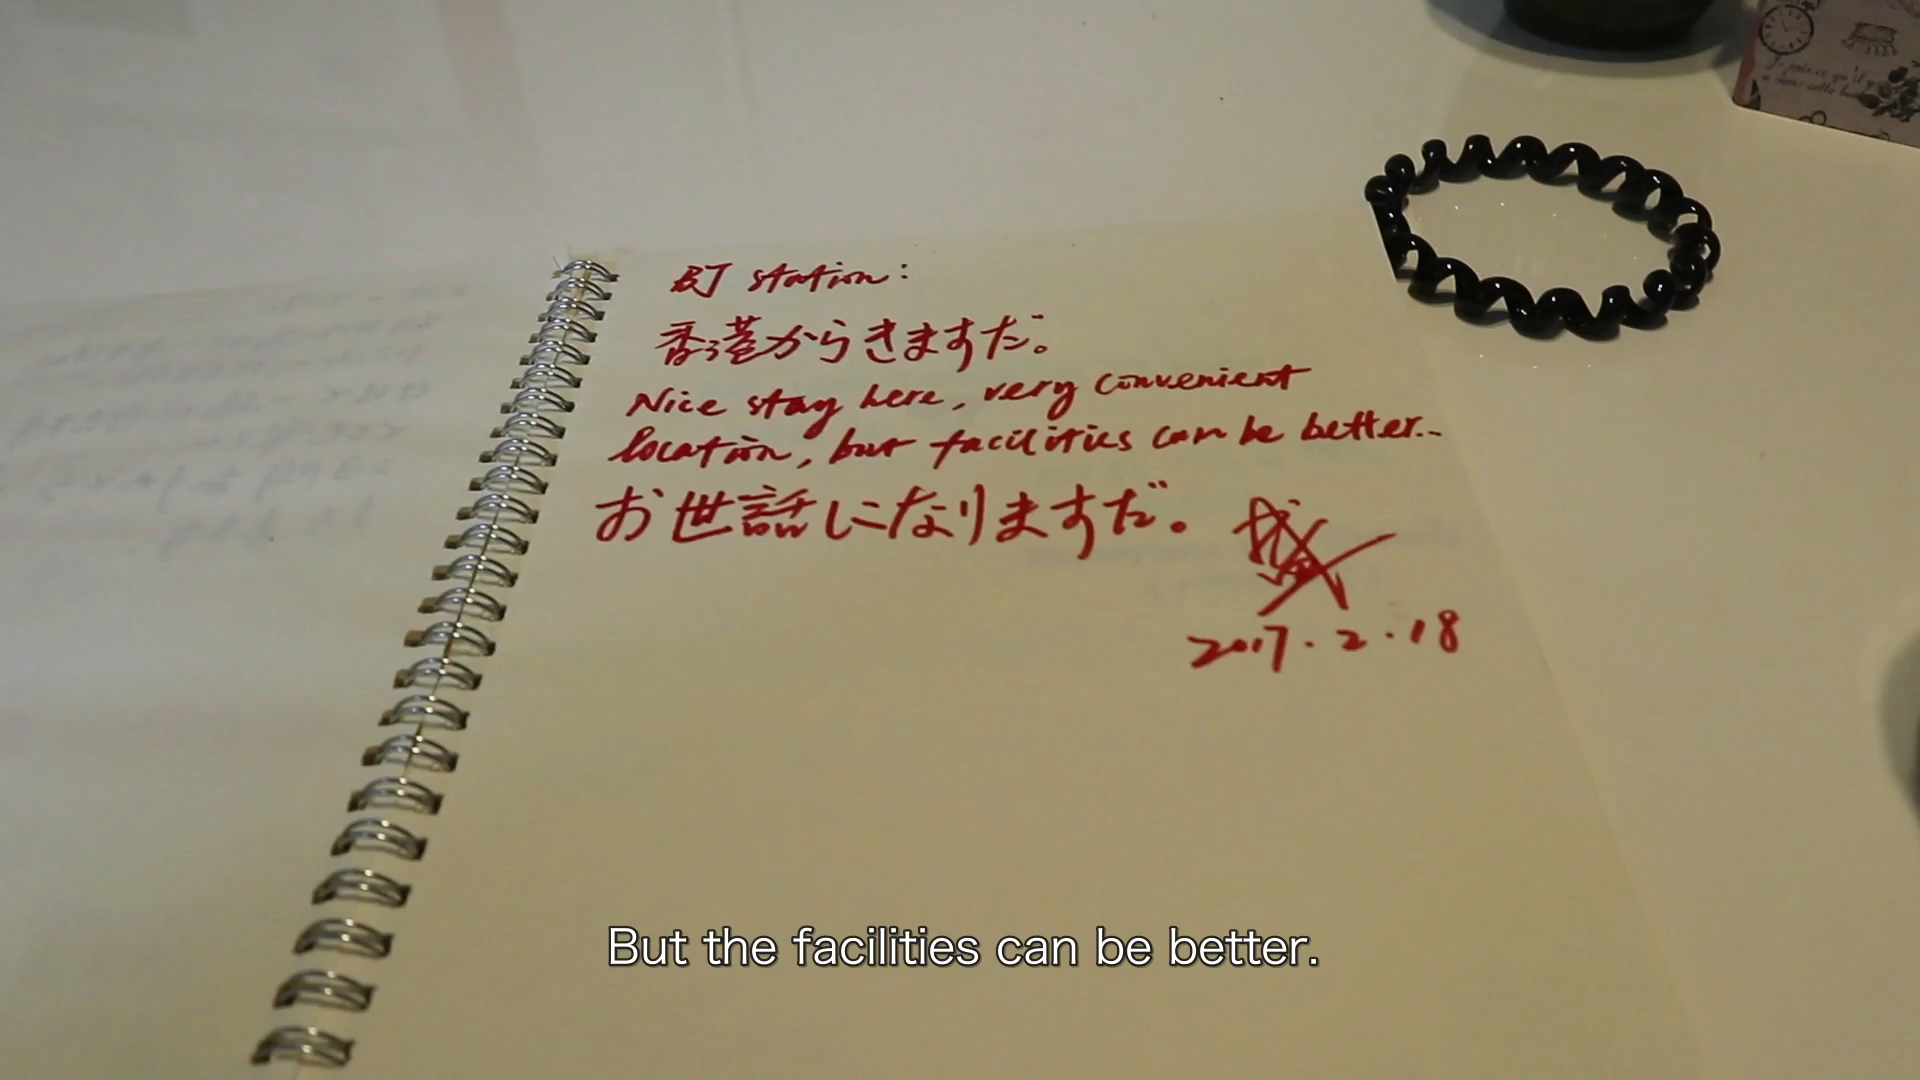 station:
香港からきますだ。
Nice stay here, very convenient
location, but facilities can be better..
お世話になりますだ。
2017.2.18
But the facilities can be better.